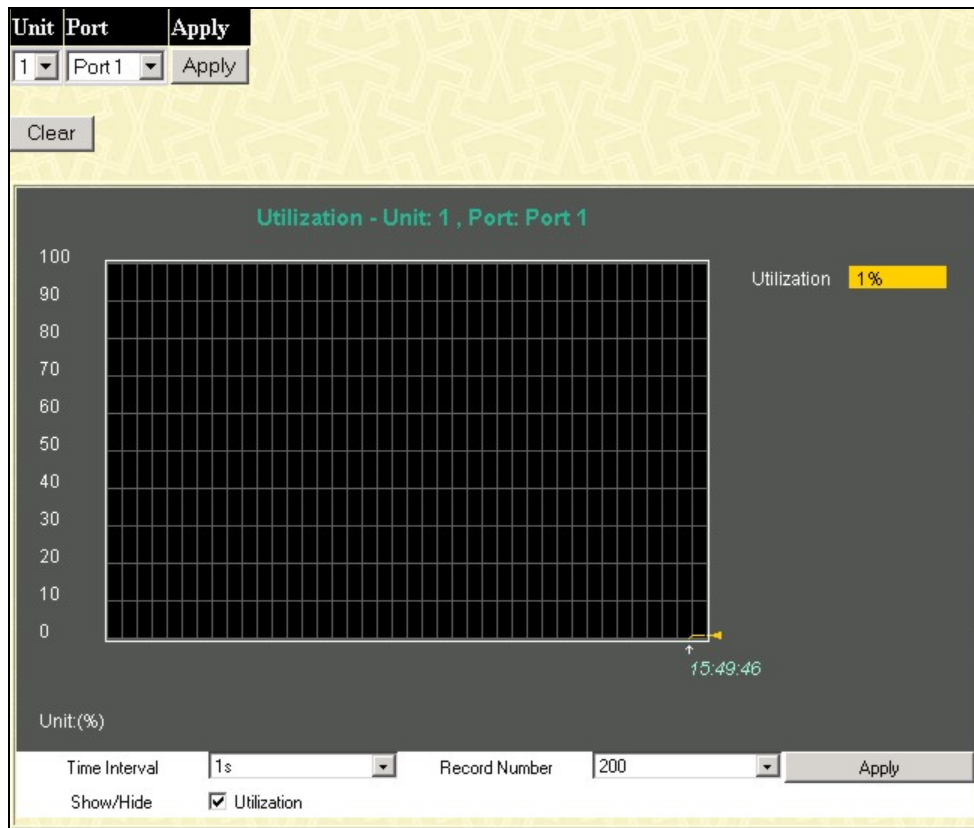 Unit Port Apply
1 Port 1 Apply
Clear
Utilization - Unit: 1 , Port: Port 1
100
Utilization 1%
90
80
70
60
50
40
30
20
10
0
15:49:46
Unit:(%)
Time Interval 1s Record Number 200 Apply
Show/Hide Utilization